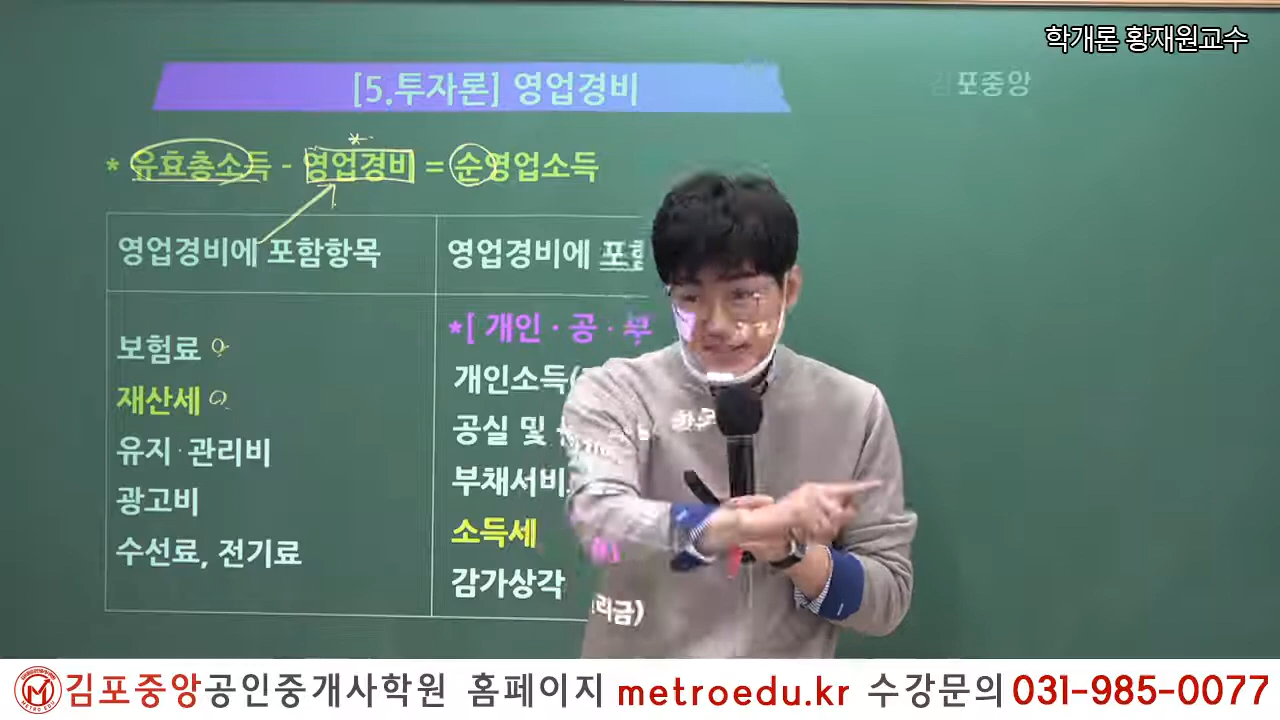 학개론 황재원교수
[5.투자론] 영업경비
김포중앙
* 유효총소득 - 영업경비 = 순영업소득
영업경비에 포함항목
영업경비에
보험료
재산세
유지·관리비
광고비
수선료, 전기료
*[ 개인 · 공 · 부
개인소득
공실 및
부채서비
소득세
감가상각
리금)
김포중앙공인중개사학원 홈페이지 metroedu.kr 수강문의 031-985-0077